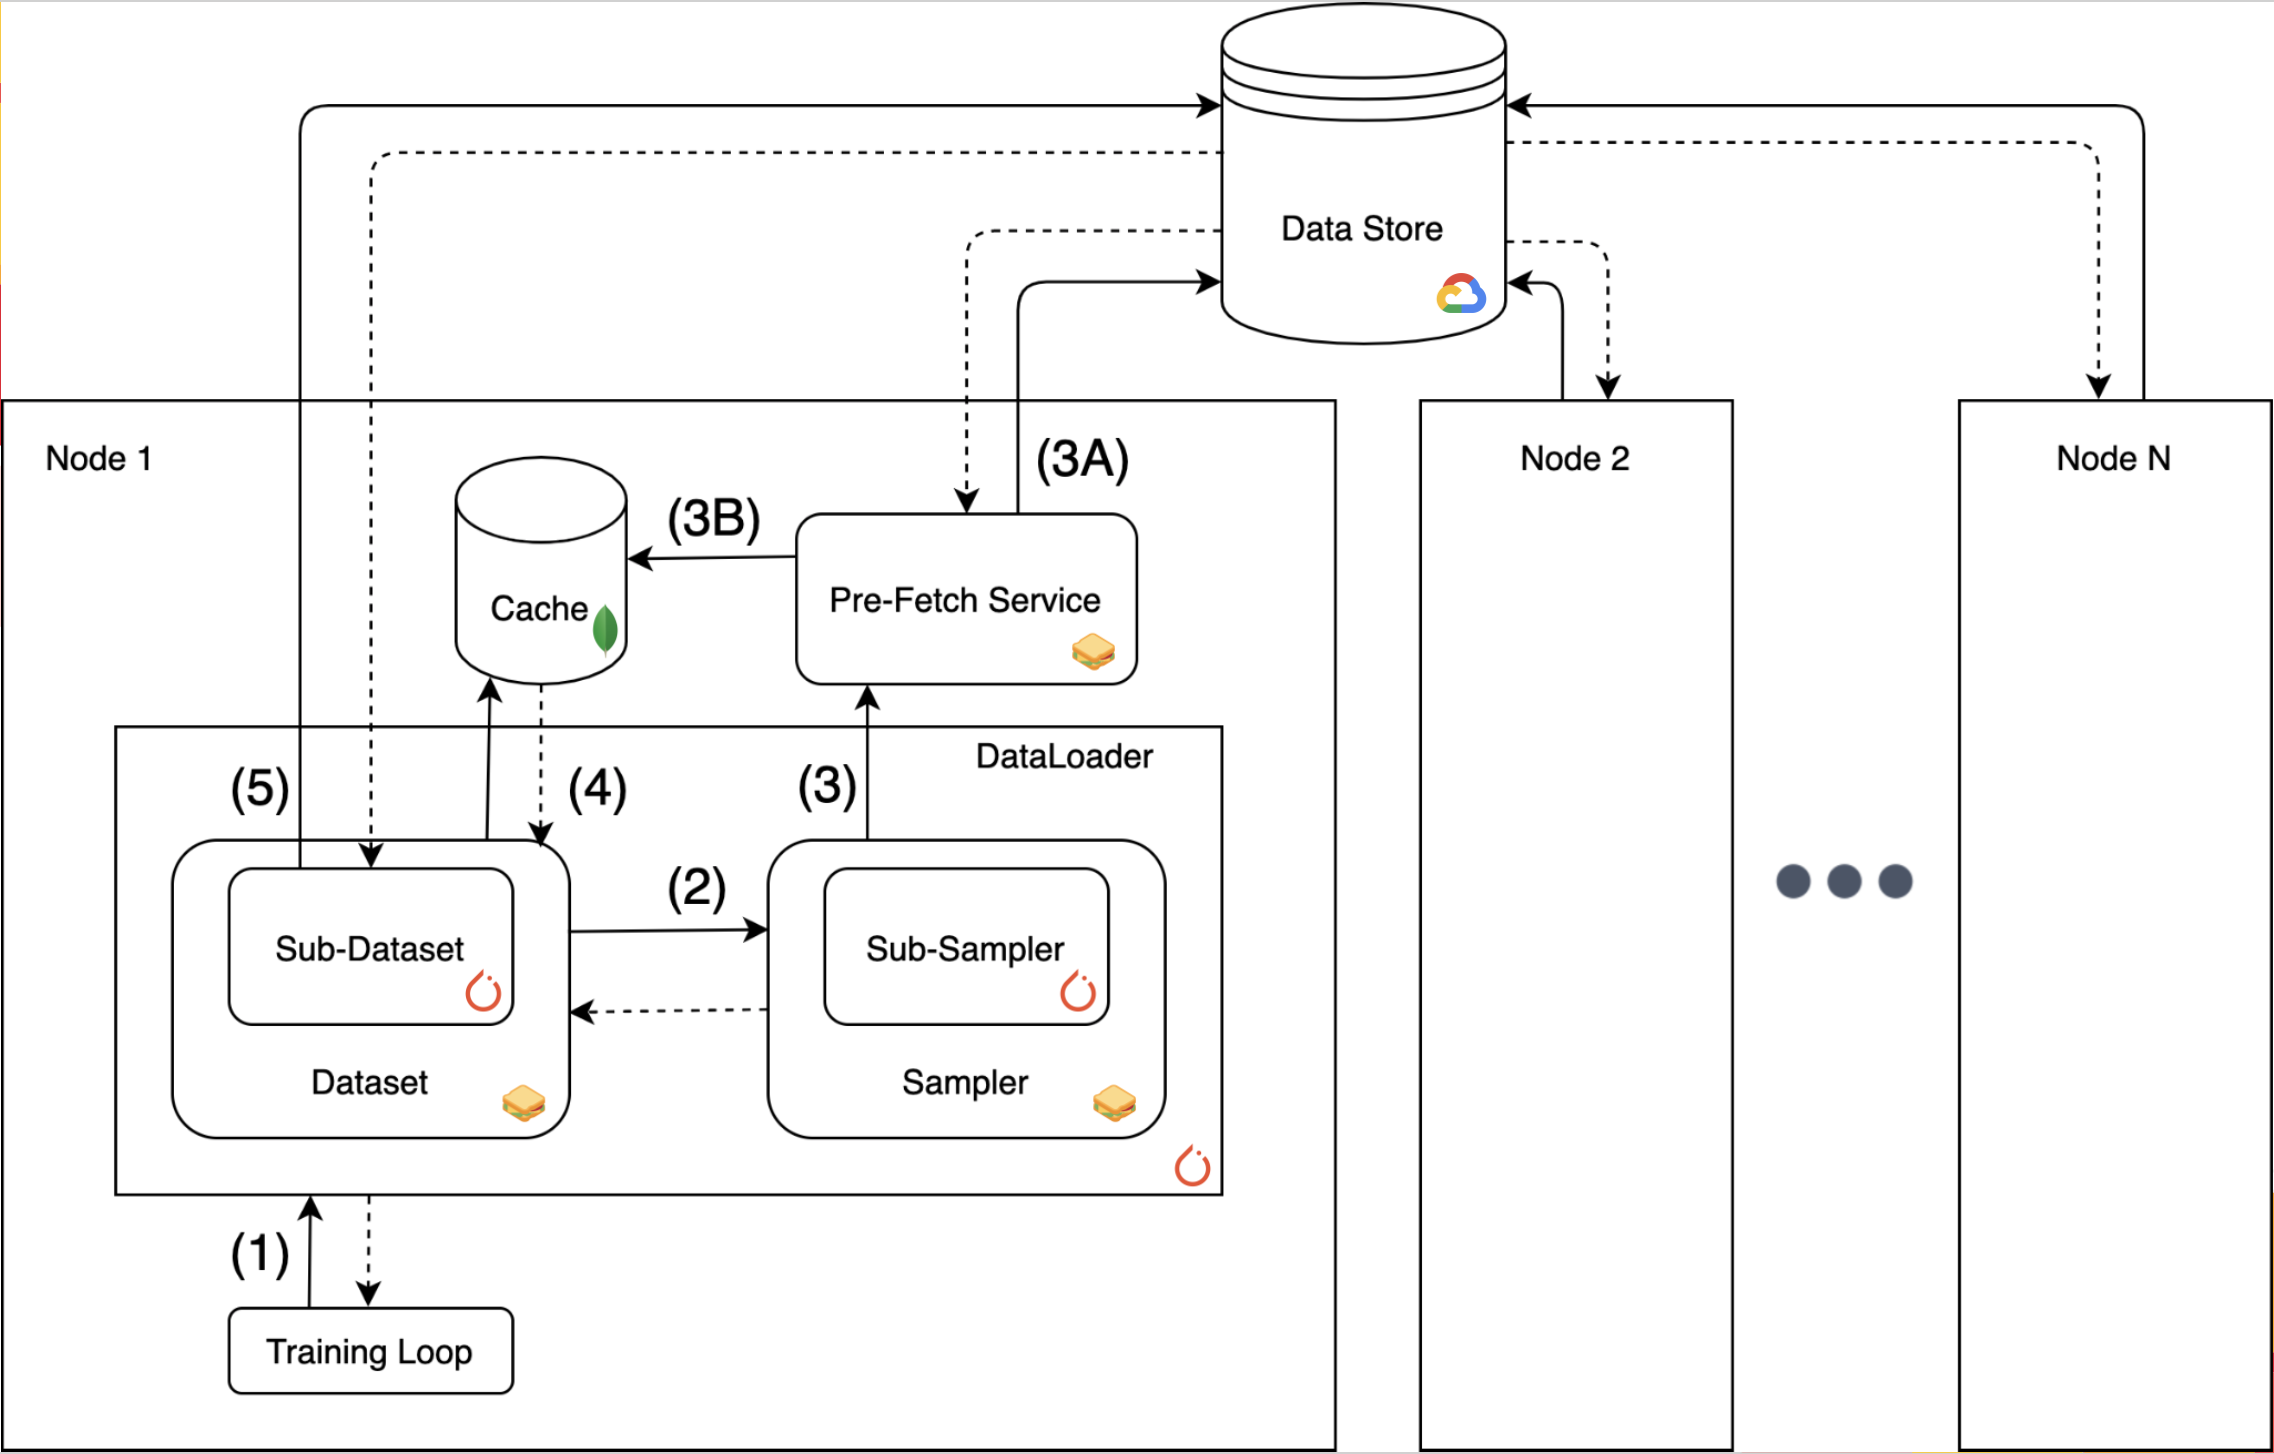 Data Store
Node 1
Node 2
Node N
(3A)
(3B)
Cache
Pre-Fetch Service
DataLoader
(5)
(4)
(3)
(2)
Sub-Dataset
Sub-Sampler
Dataset
Sampler
(1)
Training Loop